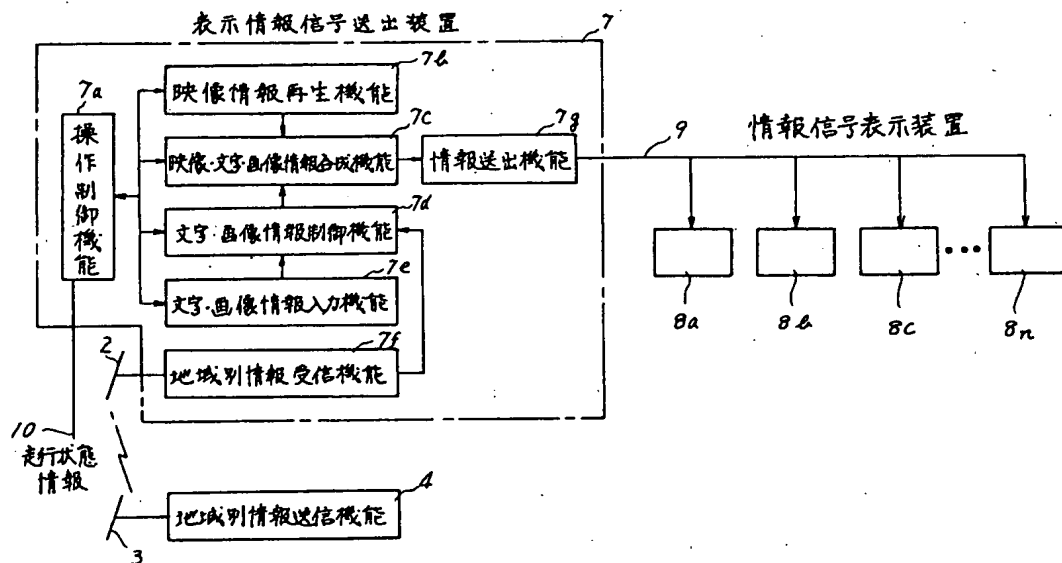 表示情報信号送出装置
7
7a
操作制御機能
7b
映像情報再生機能
7c
映像・文字・画像情報合成機能
7g
情報送出機能
7d
文字・画像情報制御機能
7e
文字・画像情報入力機能
7f
地域別情報受信機能
2
10
走行状態
情報
3
4
地域別情報送信機能
9
情報信号表示装置
8a
8b
8c
8n